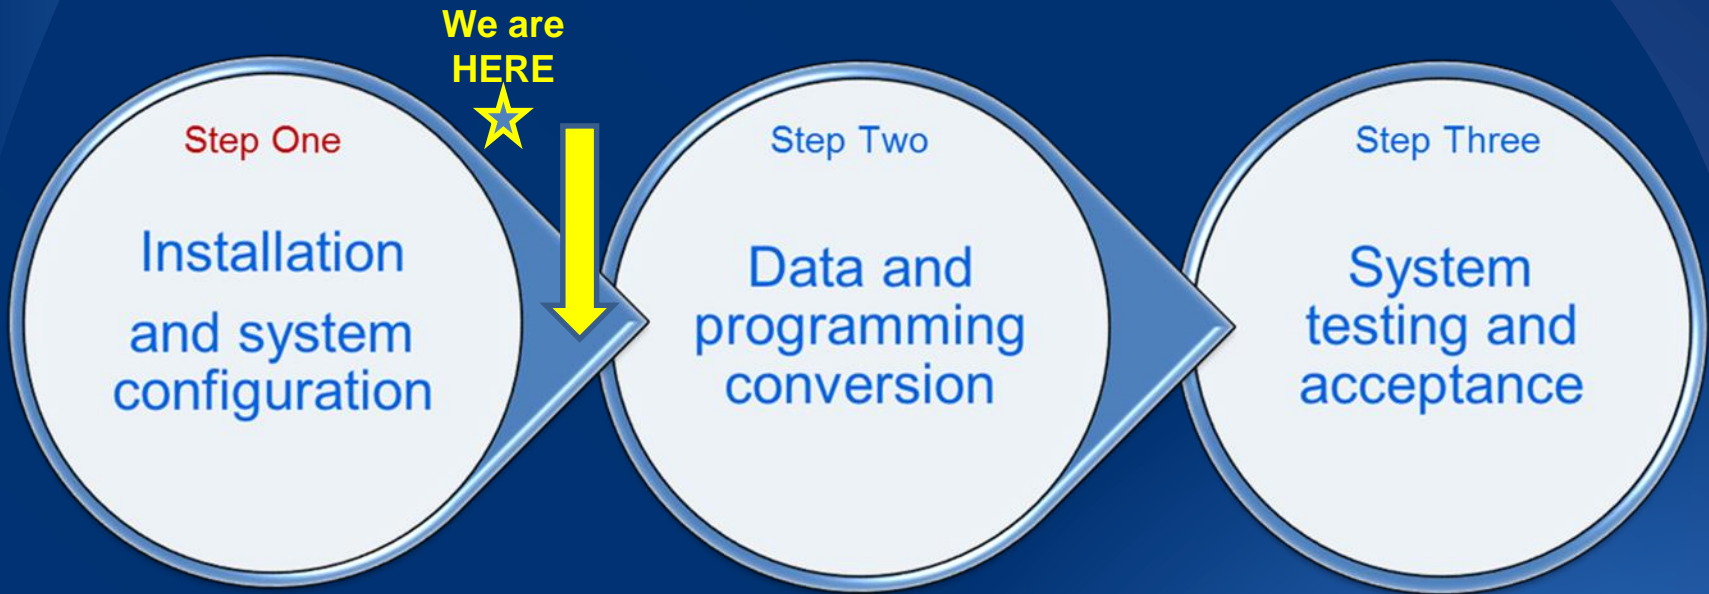 We are
HERE
Step One
Installation
and system
configuration
Step Two
Data and
programming
conversion
Step Three
System
testing and
acceptance